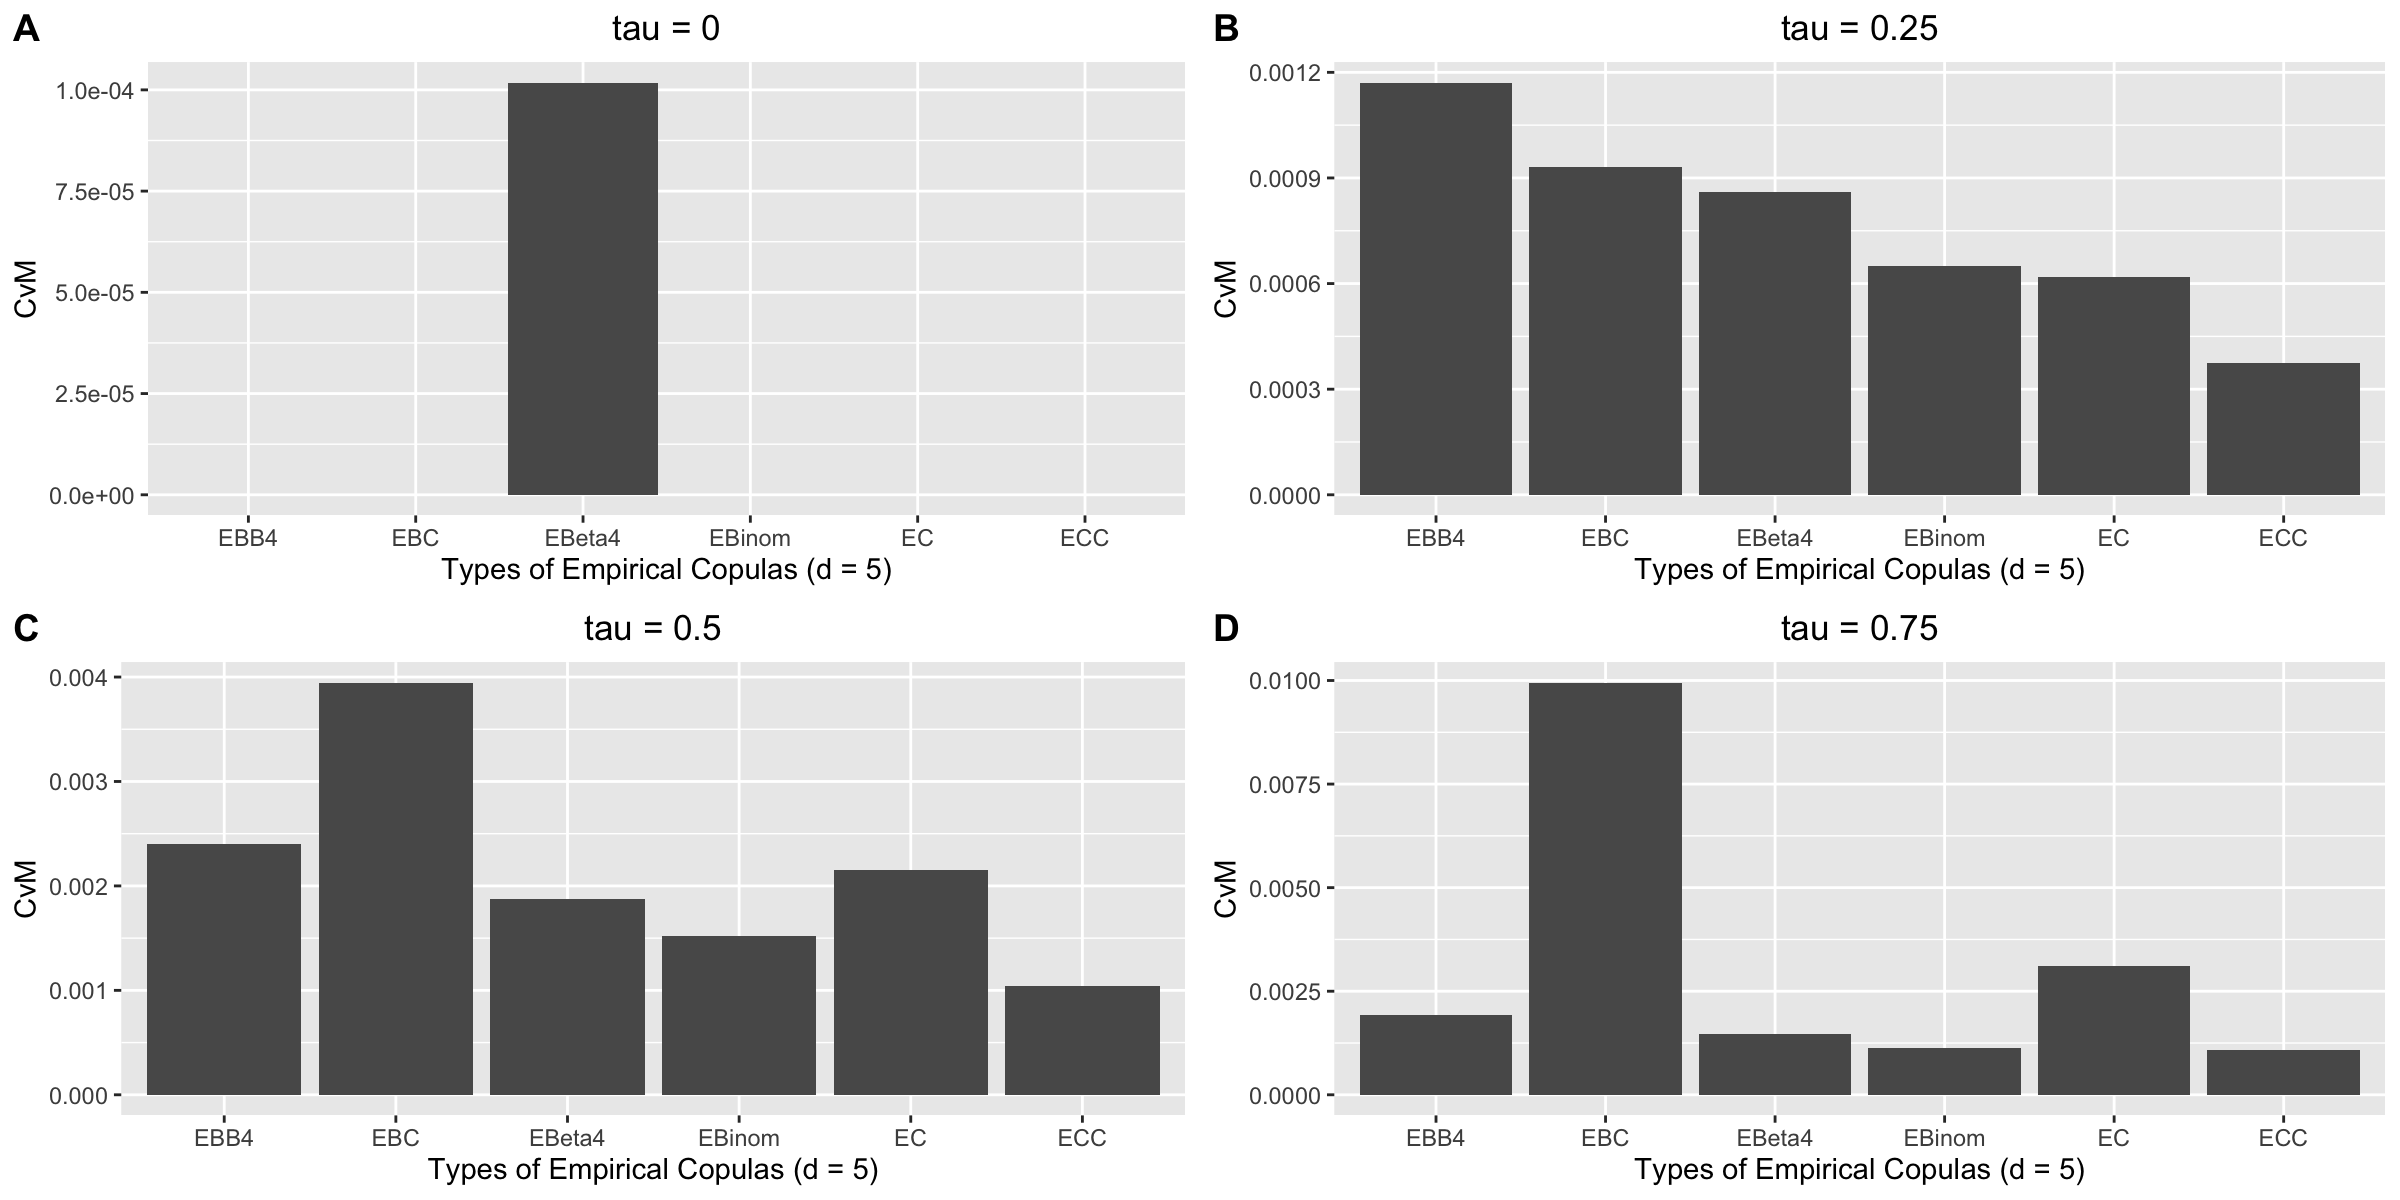 A
tau = 0
1.0e-04
7.5e-05
5.0e-05
2.5e-05
0.0e+00
CvM
EBB4 EBC EBeta4 EBinom EC ECC
Types of Empirical Copulas (d = 5)
B
tau = 0.25
0.0012
0.0009
0.0006
0.0003
0.0000
CvM
EBB4 EBC EBeta4 EBinom EC ECC
Types of Empirical Copulas (d = 5)
C
tau = 0.5
0.004
0.003
0.002
0.001
0.000
CvM
EBB4 EBC EBeta4 EBinom EC ECC
Types of Empirical Copulas (d = 5)
D
tau = 0.75
0.0100
0.0075
0.0050
0.0025
0.0000
CvM
EBB4 EBC EBeta4 EBinom EC ECC
Types of Empirical Copulas (d = 5)